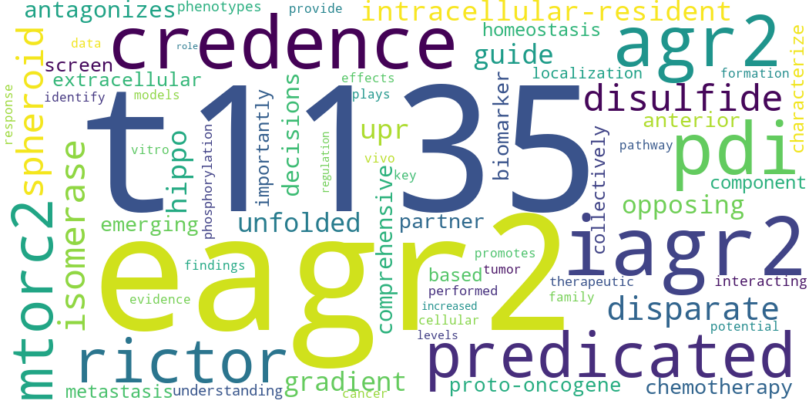 antagonizes phenotypes provide intracellular-resident
data role credence screen guide homeostasis agr2
extracellular effects localization formation characterize
response spheroid identify models t1135 plays disulfide
isomerase vitro hippo phosphorylation importantly decisions regulation upr vivo key biomarker anterior pathway pdi
mtorc2 emerging unfolded comprehensive partner collectively opposing component
eagr2 iagr2
findings evidence based tumor promotes performed therapeutic interacting
increased family cellular levels disparate potential
rictor gradient predicated
metastasis understanding cancer proto-oncogene chemotherapy